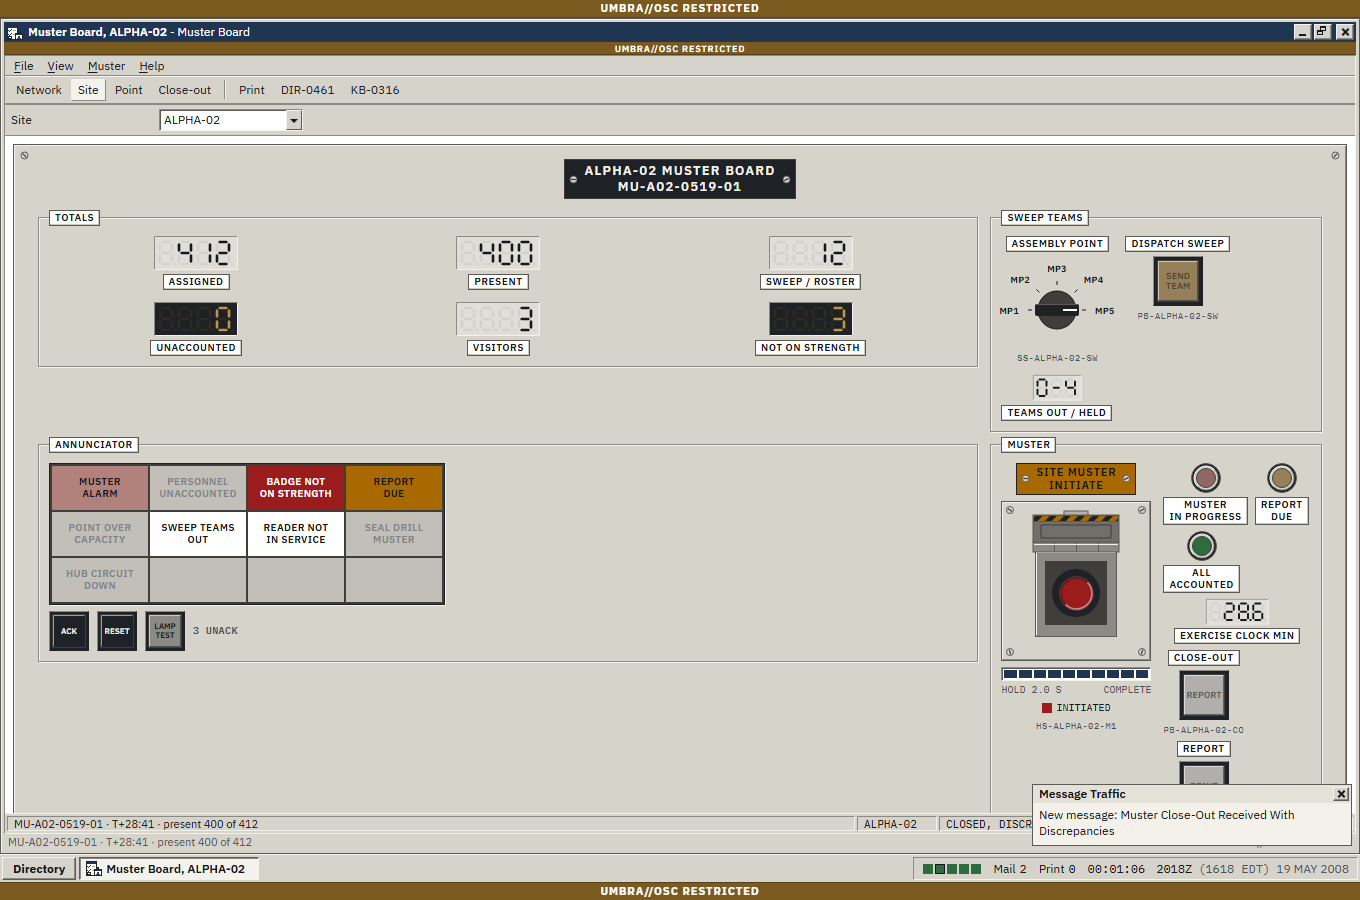 UMBRA//OSC RESTRICTED
Muster Board, ALPHA-02 - Muster Board
UMBRA//OSC RESTRICTED
File View Muster Help
Network Site Point Close-out Print DIR-0461 KB-0316
Site ALPHA-02
ALPHA-02 MUSTER BOARD
MU-A02-0519-01
TOTALS
412 400 12
ASSIGNED PRESENT SWEEP / ROSTER
0 3 3
UNACCOUNTED VISITORS NOT ON STRENGTH
SWEEP TEAMS
ASSEMBLY POINT DISPATCH SWEEP
MP1 MP2 MP3 MP4 MP5
SEND
TEAM
PB-ALPHA-02-SW
SS-ALPHA-02-SW
0-4
TEAMS OUT / HELD
ANNUNCIATOR
MUSTER
ALARM
PERSONNEL
UNACCOUNTED
BADGE NOT
ON STRENGTH
REPORT
DUE
POINT OVER
CAPACITY
SWEEP TEAMS
OUT
READER NOT
IN SERVICE
SEAL DRILL
MUSTER
HUB CIRCUIT
DOWN
ACK RESET LAMP
TEST
3 UNACK
MUSTER
SITE MUSTER
INITIATE
MUSTER
IN PROGRESS
REPORT
DUE
ALL
ACCOUNTED
28.6
EXERCISE CLOCK MIN
CLOSE-OUT
REPORT
PB-ALPHA-02-CO
REPORT
HOLD 2.0 S COMPLETE
INITIATED
HS-ALPHA-02-M1
Message Traffic
New message: Muster Close-Out Received With
Discrepancies
MU-A02-0519-01 · T+28:41 · present 400 of 412 ALPHA-02 CLOSED, DISCR
MU-A02-0519-01 · T+28:41 · present 400 of 412
Directory Muster Board, ALPHA-02 Mail 2 Print 0 00:01:06 2018Z (1618 EDT) 19 MAY 2008
UMBRA//OSC RESTRICTED